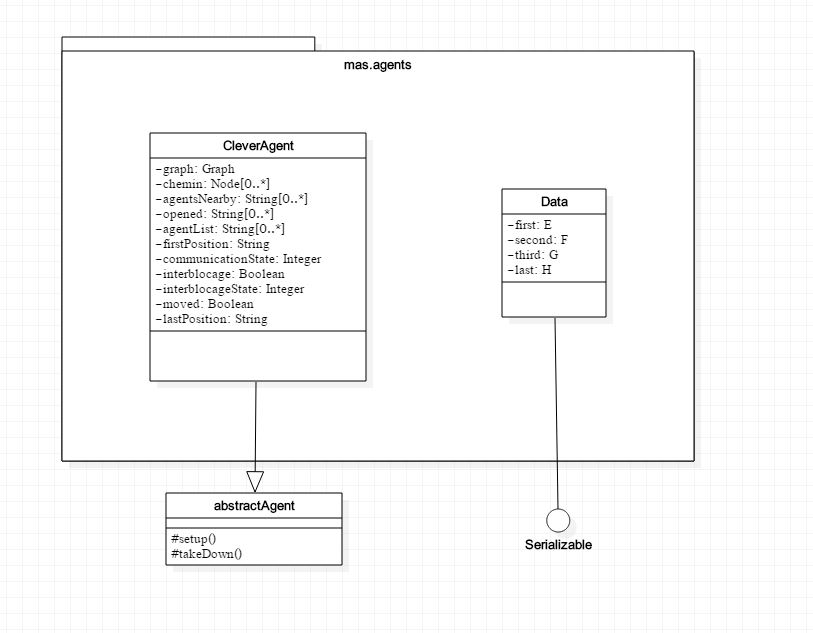 mas.agents
CleverAgent
-graph: Graph
-chemin: Node[0..*]
-agentsNearby: String[0..*]
-opened: String[0..*]
-agentList: String[0..*]
-firstPosition: String
-communicationState: Integer
-interblocage: Boolean
-interblocageState: Integer
-moved: Boolean
-lastPosition: String
Data
-first: E
-second: F
-third: G
-last: H
abstractAgent
#setup()
#takeDown()
Serializable